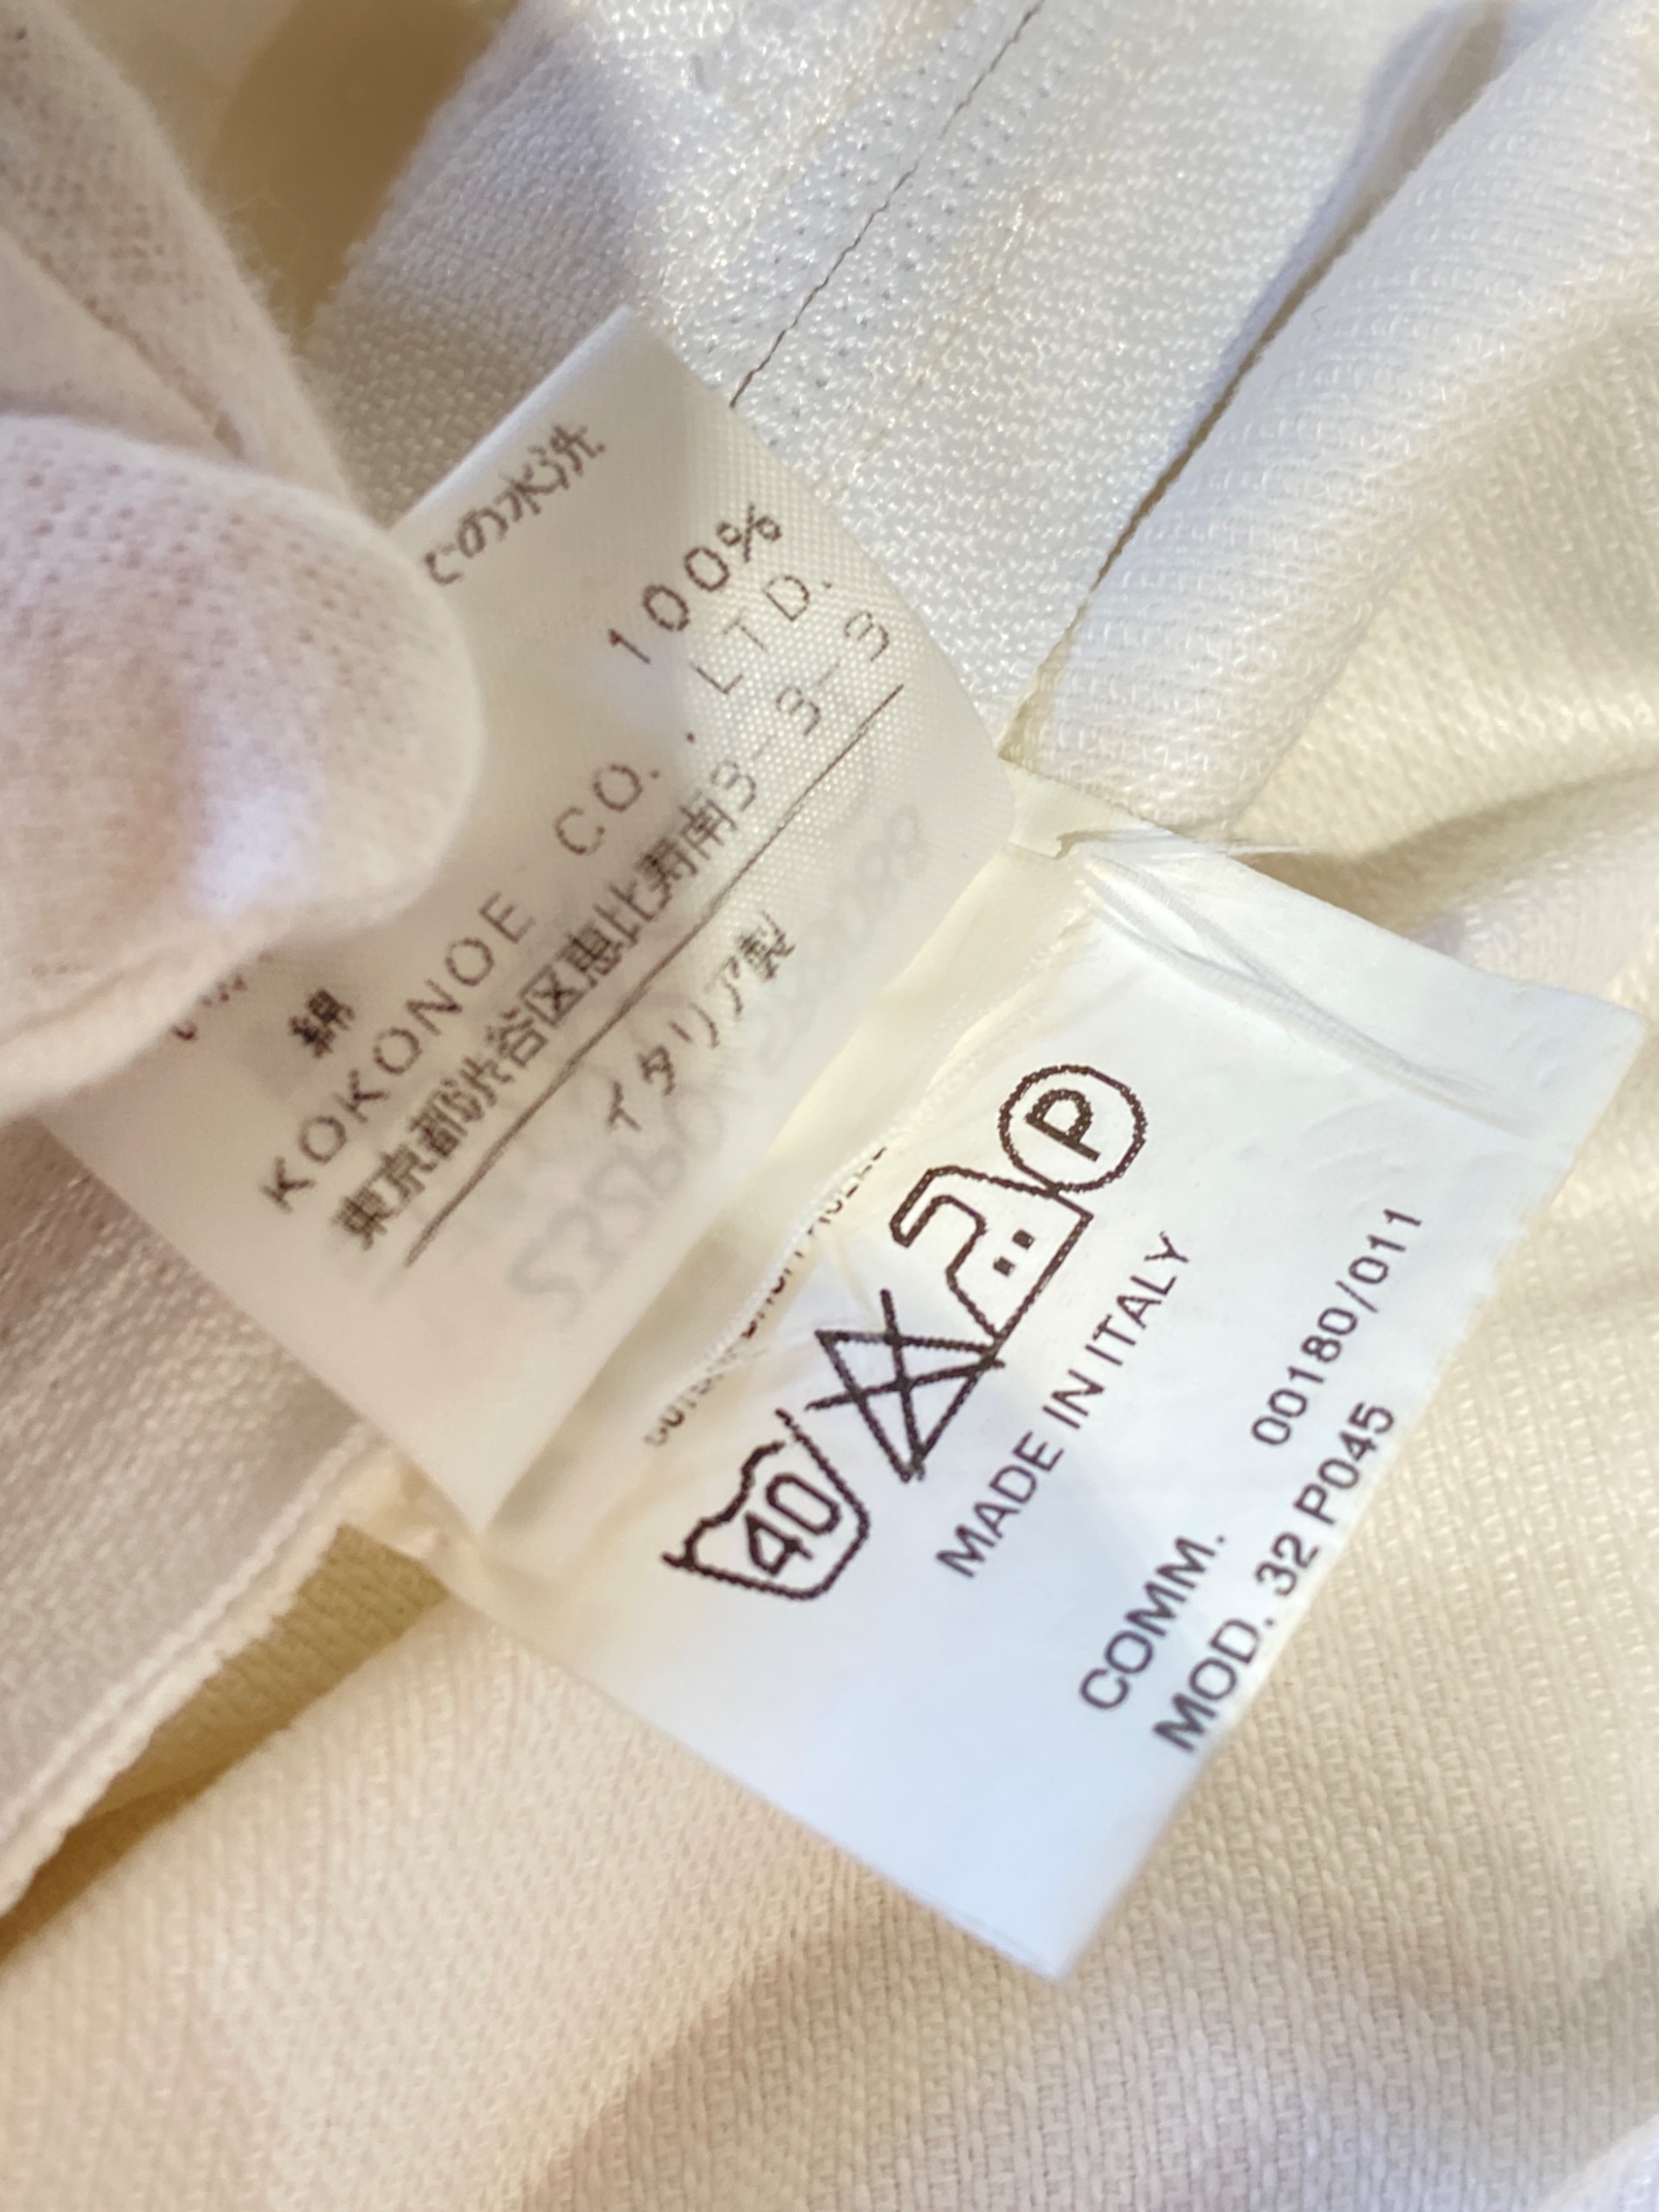 での水洗
綿 100%
KOKONOE CO., LTD.
東京都渋谷区恵比寿南3-3-3
イタリア製
40
P
MADE IN ITALY
COMM. 00180/011
MOD. 32 P045